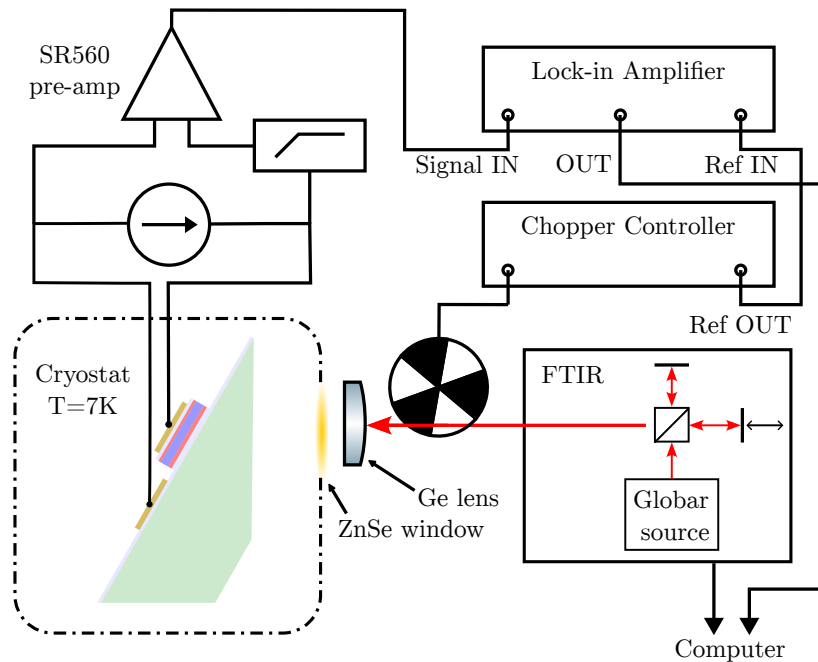 SR560
pre-amp
Lock-in Amplifier
Signal IN
OUT
Ref IN
Chopper Controller
Ref OUT
Cryostat
T=7K
FTIR
Ge lens
ZnSe window
Globar
source
Computer